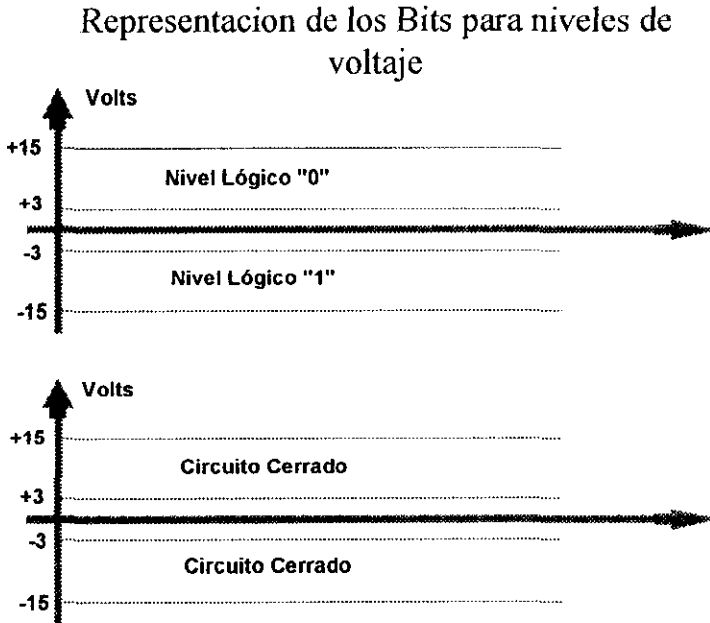 Representacion de los Bits para niveles de
voltaje
Volts
+15
Nivel Lógico "0"
+3
-3
Nivel Lógico "1"
-15
Volts
+15
Circuito Cerrado
+3
-3
Circuito Cerrado
-15